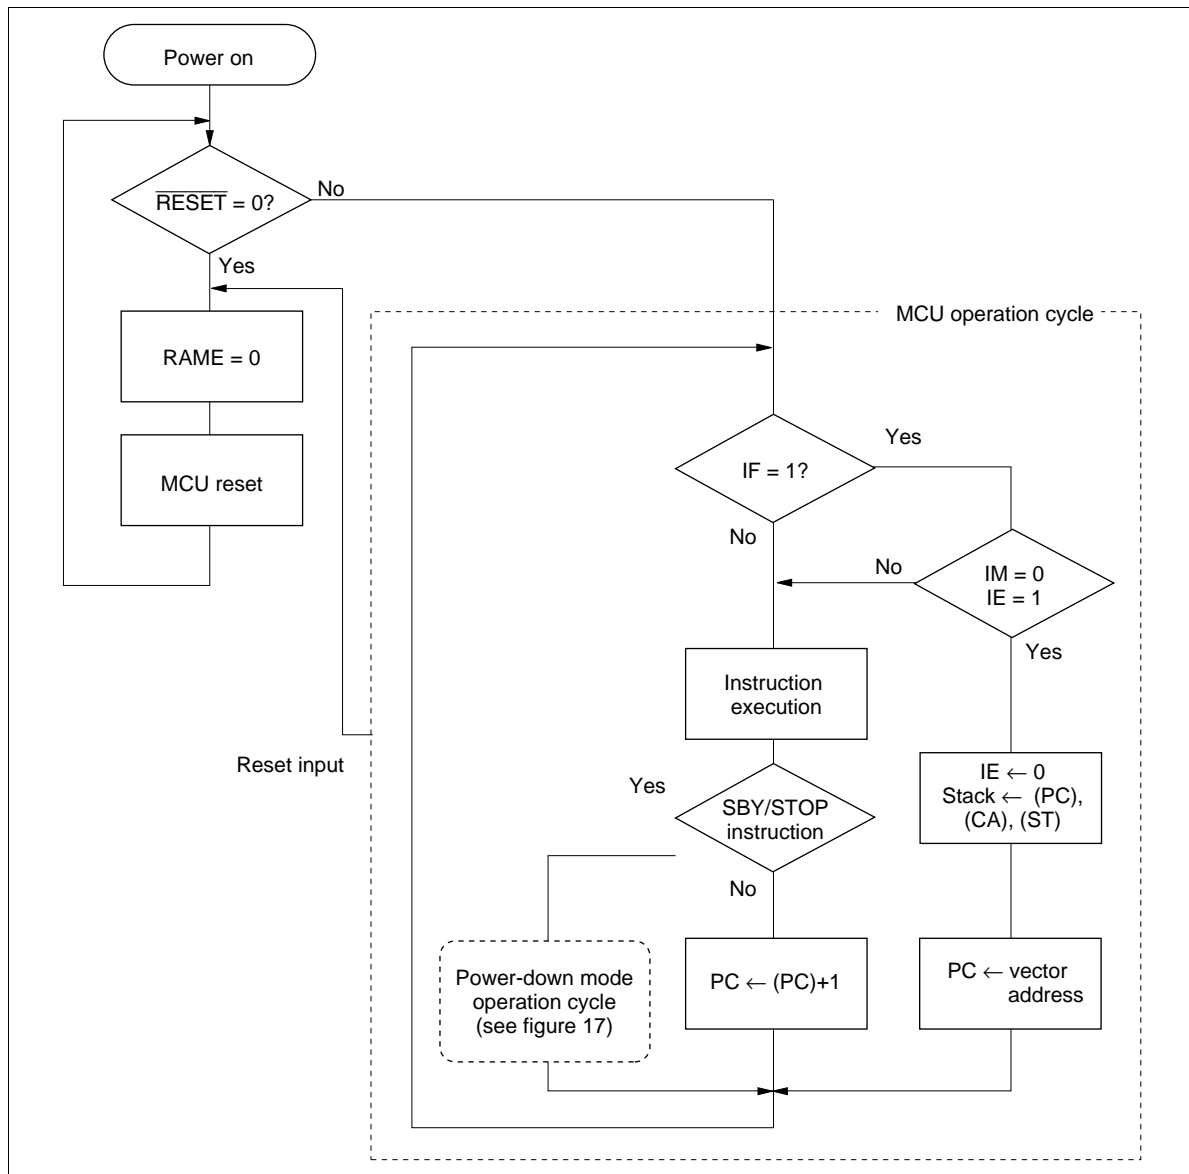 Power on
R̅E̅S̅E̅T̅ = 0?
No
Yes
RAME = 0
MCU reset
MCU operation cycle
IF = 1?
Yes
No
IM = 0
IE = 1
No
Yes
Instruction
execution
Reset input
SBY/STOP
instruction
Yes
No
IE ← 0
Stack ← (PC),
(CA), (ST)
Power-down mode
operation cycle
(see figure 17)
PC ← (PC)+1
PC ← vector
address